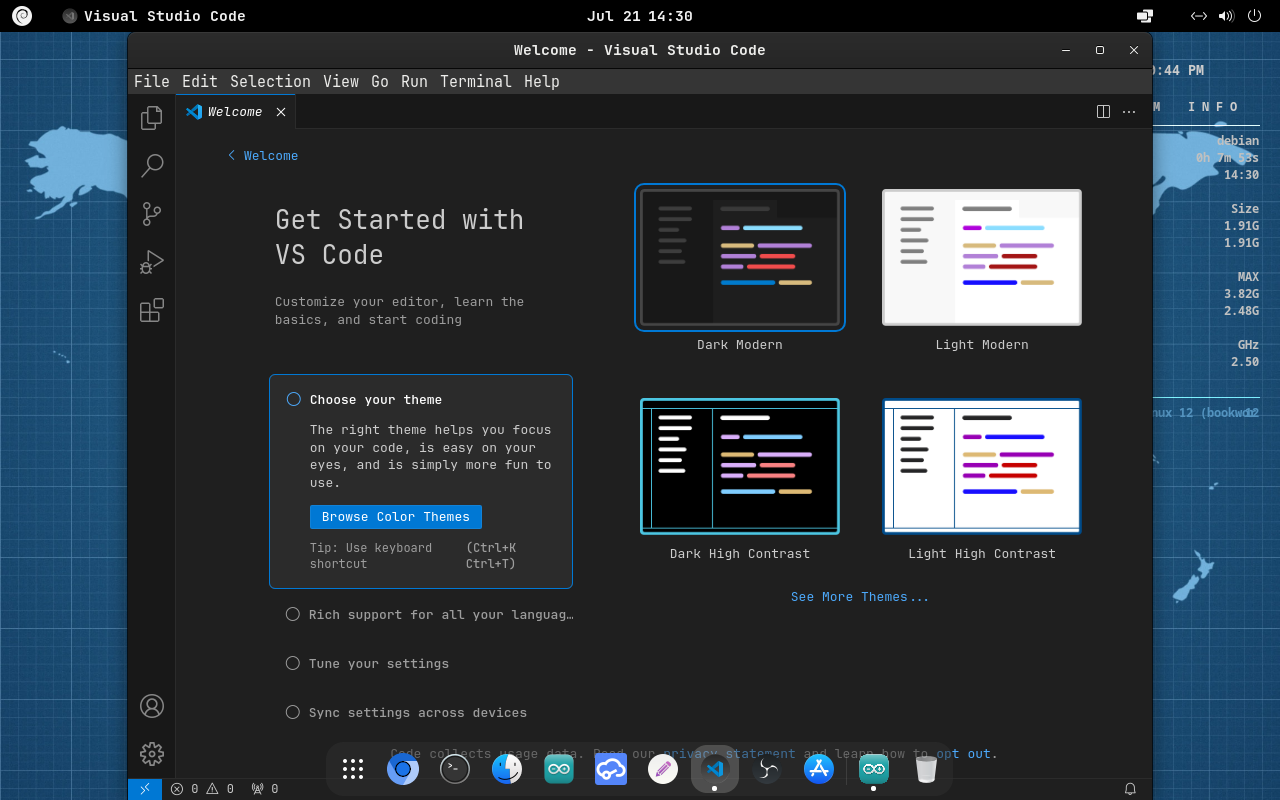 Visual Studio Code
Jul 21 14:30
Welcome - Visual Studio Code
File Edit Selection View Go Run Terminal Help
Welcome
Welcome
Get Started with
VS Code
Customize your editor, learn the
basics, and start coding
Choose your theme
The right theme helps you focus
on your code, is easy on your
eyes, and is simply more fun to
use.
Browse Color Themes
Tip: Use keyboard
shortcut
(Ctrl+K
Ctrl+T)
Rich support for all your languag…
Tune your settings
Sync settings across devices
Dark Modern
Light Modern
Dark High Contrast
Light High Contrast
See More Themes...
Code collects usage data. Read our privacy statement and learn how to opt out.
0 0 0
:44 PM
M INFO
debian
0h 7m 53s
14:30
Size
1.91G
1.91G
MAX
3.82G
2.48G
GHz
2.50
nux 12 (bookwo
12